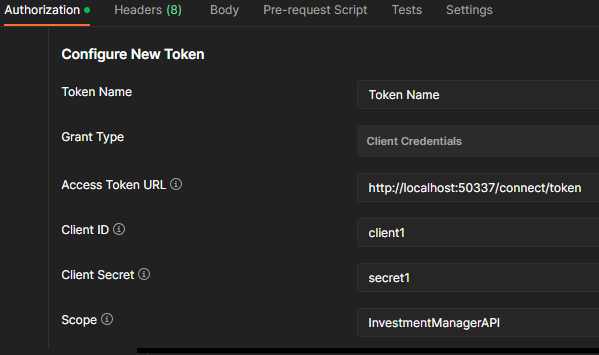 Authorization Headers (8) Body Pre-request Script Tests Settings
Configure New Token
Token Name Token Name
Grant Type Client Credentials
Access Token URL http://localhost:50337/connect/token
Client ID client1
Client Secret secret1
Scope InvestmentManagerAPI